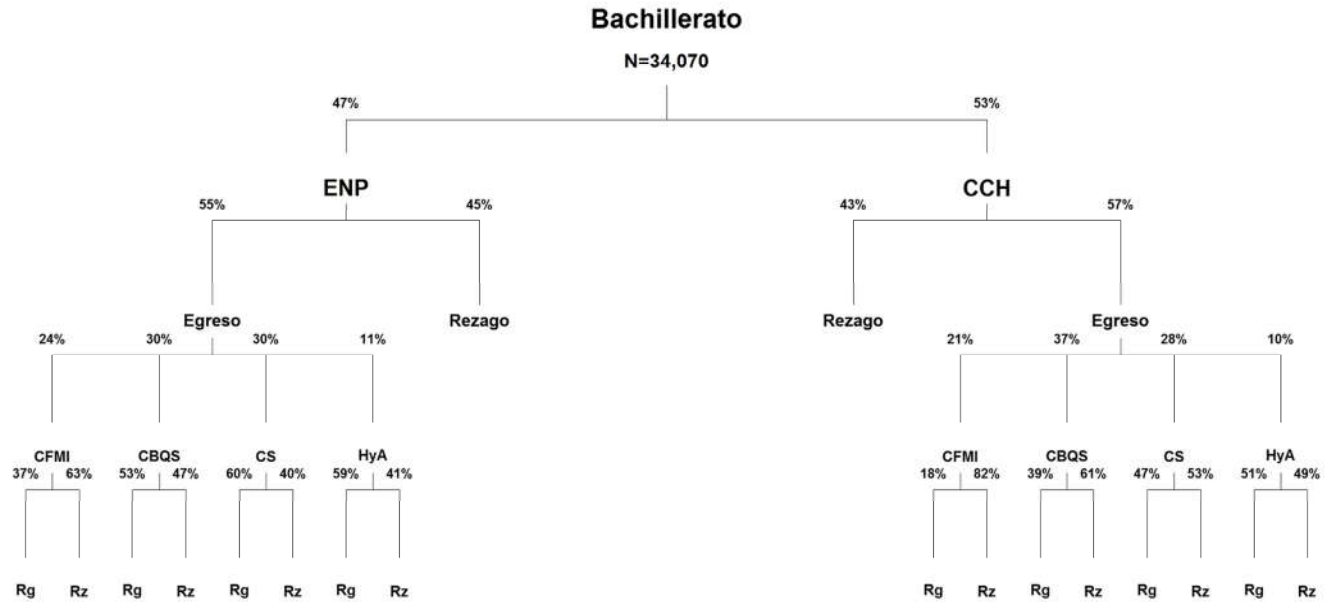 Bachillerato
N=34,070
47% 53%
ENP CCH
55% 45% 43% 57%
Egreso Rezago Rezago Egreso
24% 30% 30% 11% 21% 37% 28% 10%
CFMI CBQS CS HyA CFMI CBQS CS HyA
37% 63% 53% 47% 60% 40% 59% 41% 18% 82% 39% 61% 47% 53% 51% 49%
Rg Rz Rg Rz Rg Rz Rg Rz Rg Rz Rg Rz Rg Rz Rg Rz